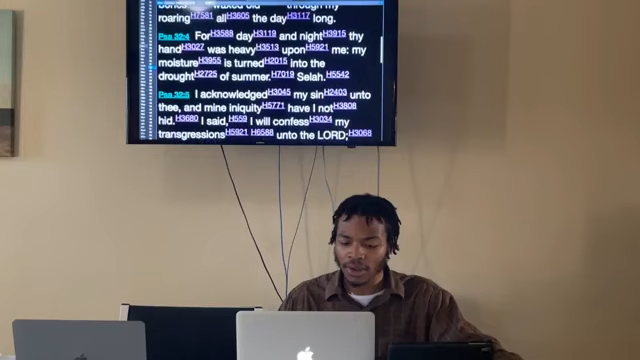 roaringH7581 allH3605 the dayH3117 long.
Psa 32:4 ForH3588 dayH3119 and nightH3915 thy
handH3027 was heavyH3513 uponH5921 me: my
moistureH3955 is turnedH2015 into the
droughtH2725 of summer.H7019 Selah.H5542
Psa 32:5 I acknowledgedH3045 my sinH2403 unto
thee, and mine iniquityH5771 have I notH3808
hid.H3680 I said,H559 I will confessH3034 my
transgressionsH5921 H6588 unto the LORD;H3068